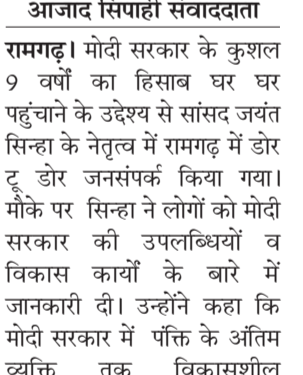 आजाद सिपाही संवाददाता
रामगढ़। मोदी सरकार के कुशल
9 वर्षों का हिसाब घर घर
पहुंचाने के उद्देश्य से सांसद जयंत
सिन्हा के नेतृत्व में रामगढ़ में डोर
टू डोर जनसंपर्क किया गया।
मौके पर सिन्हा ने लोगों को मोदी
सरकार की उपलब्धियों व
विकास कार्यों के बारे में
जानकारी दी। उन्होंने कहा कि
मोदी सरकार में पंक्ति के अंतिम
व्यक्ति तक विकासशील